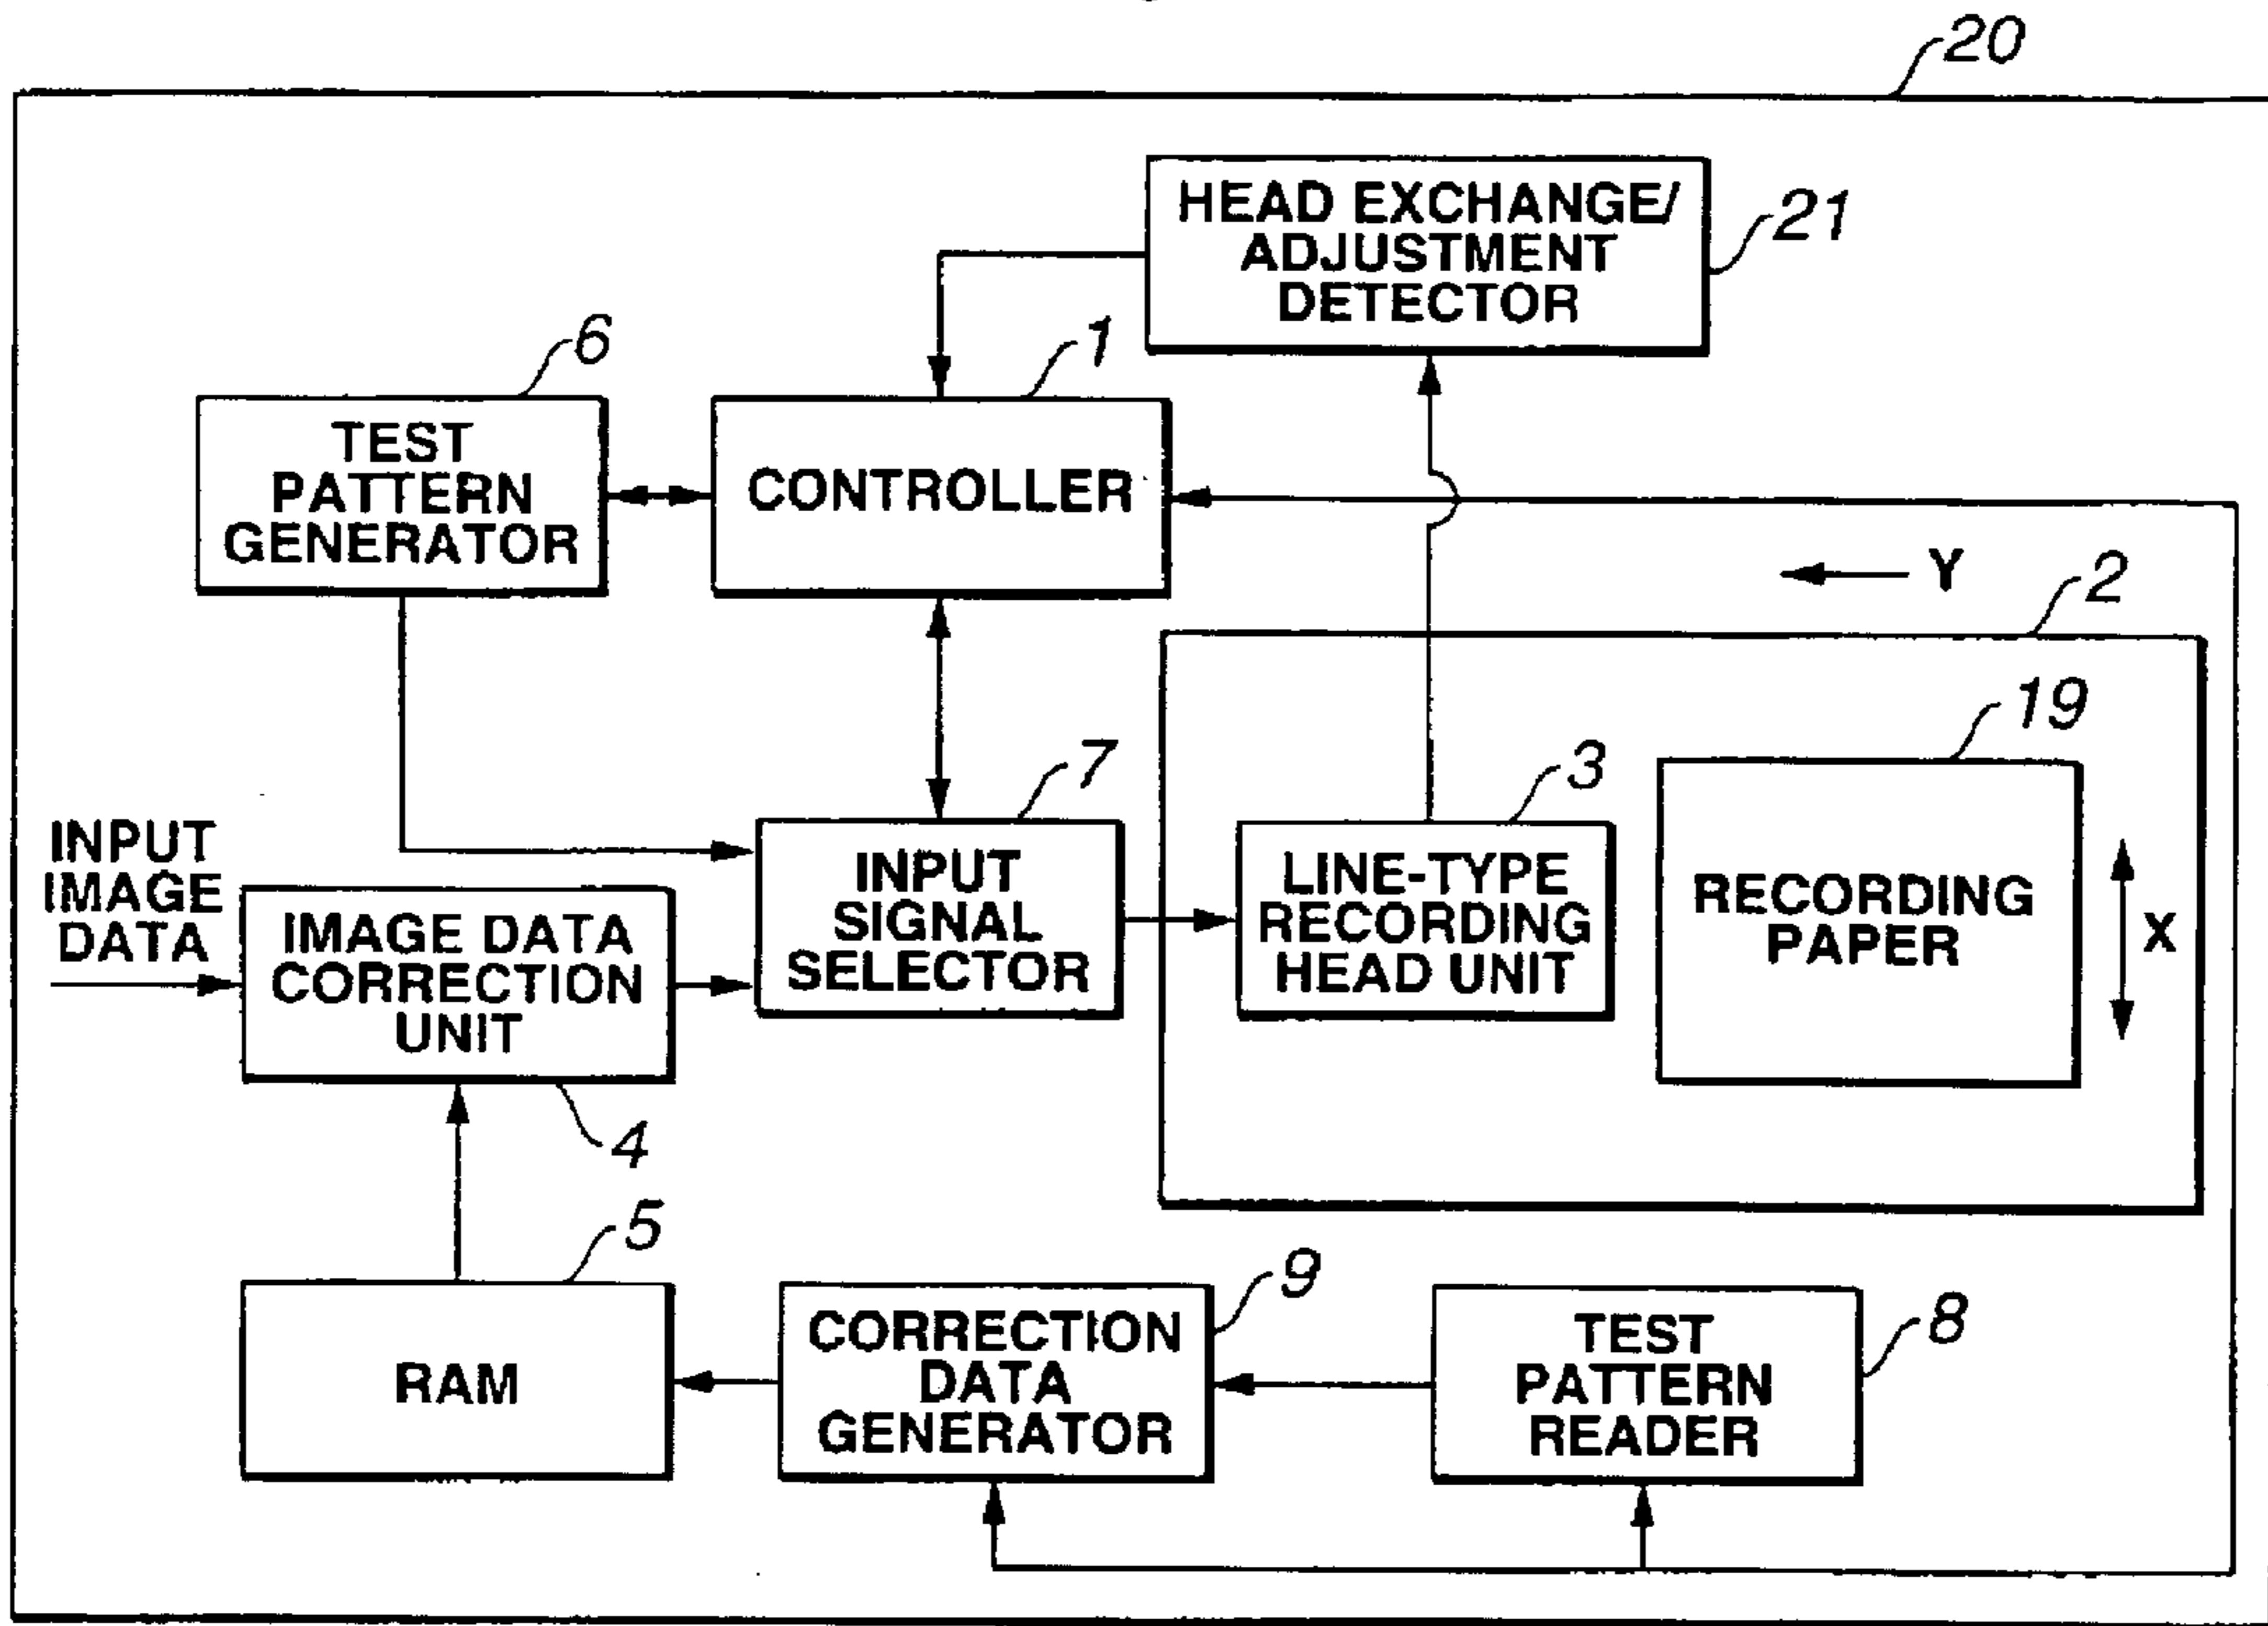 20
HEAD EXCHANGE/
ADJUSTMENT
DETECTOR
21
6
1
TEST
PATTERN
GENERATOR
CONTROLLER
Y
2
19
7
3
INPUT
IMAGE
DATA
IMAGE DATA
CORRECTION
UNIT
INPUT
SIGNAL
SELECTOR
LINE-TYPE
RECORDING
HEAD UNIT
RECORDING
PAPER
X
4
5
9
8
RAM
CORRECTION
DATA
GENERATOR
TEST
PATTERN
READER